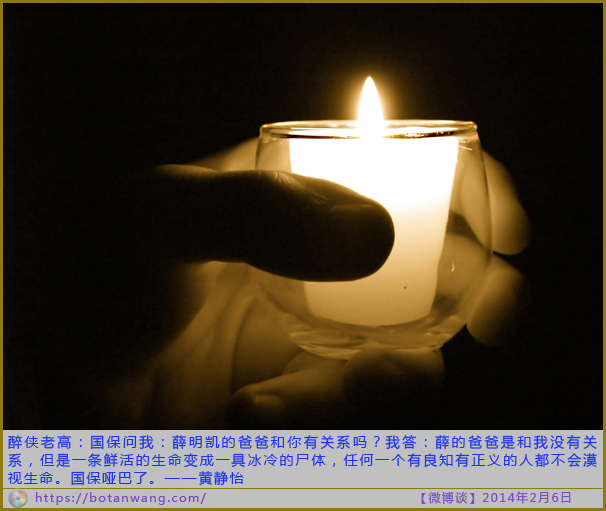 醉侠老高：国保问我：薛明凯的爸爸和你有关系吗？我答：薛的爸爸是和我没有关
系，但是一条鲜活的生命变成一具冰冷的尸体，任何一个有良知有正义的人都不会漠
视生命。国保哑巴了。——黄静怡
https://botanwang.com/ 【微博谈】2014年2月6日